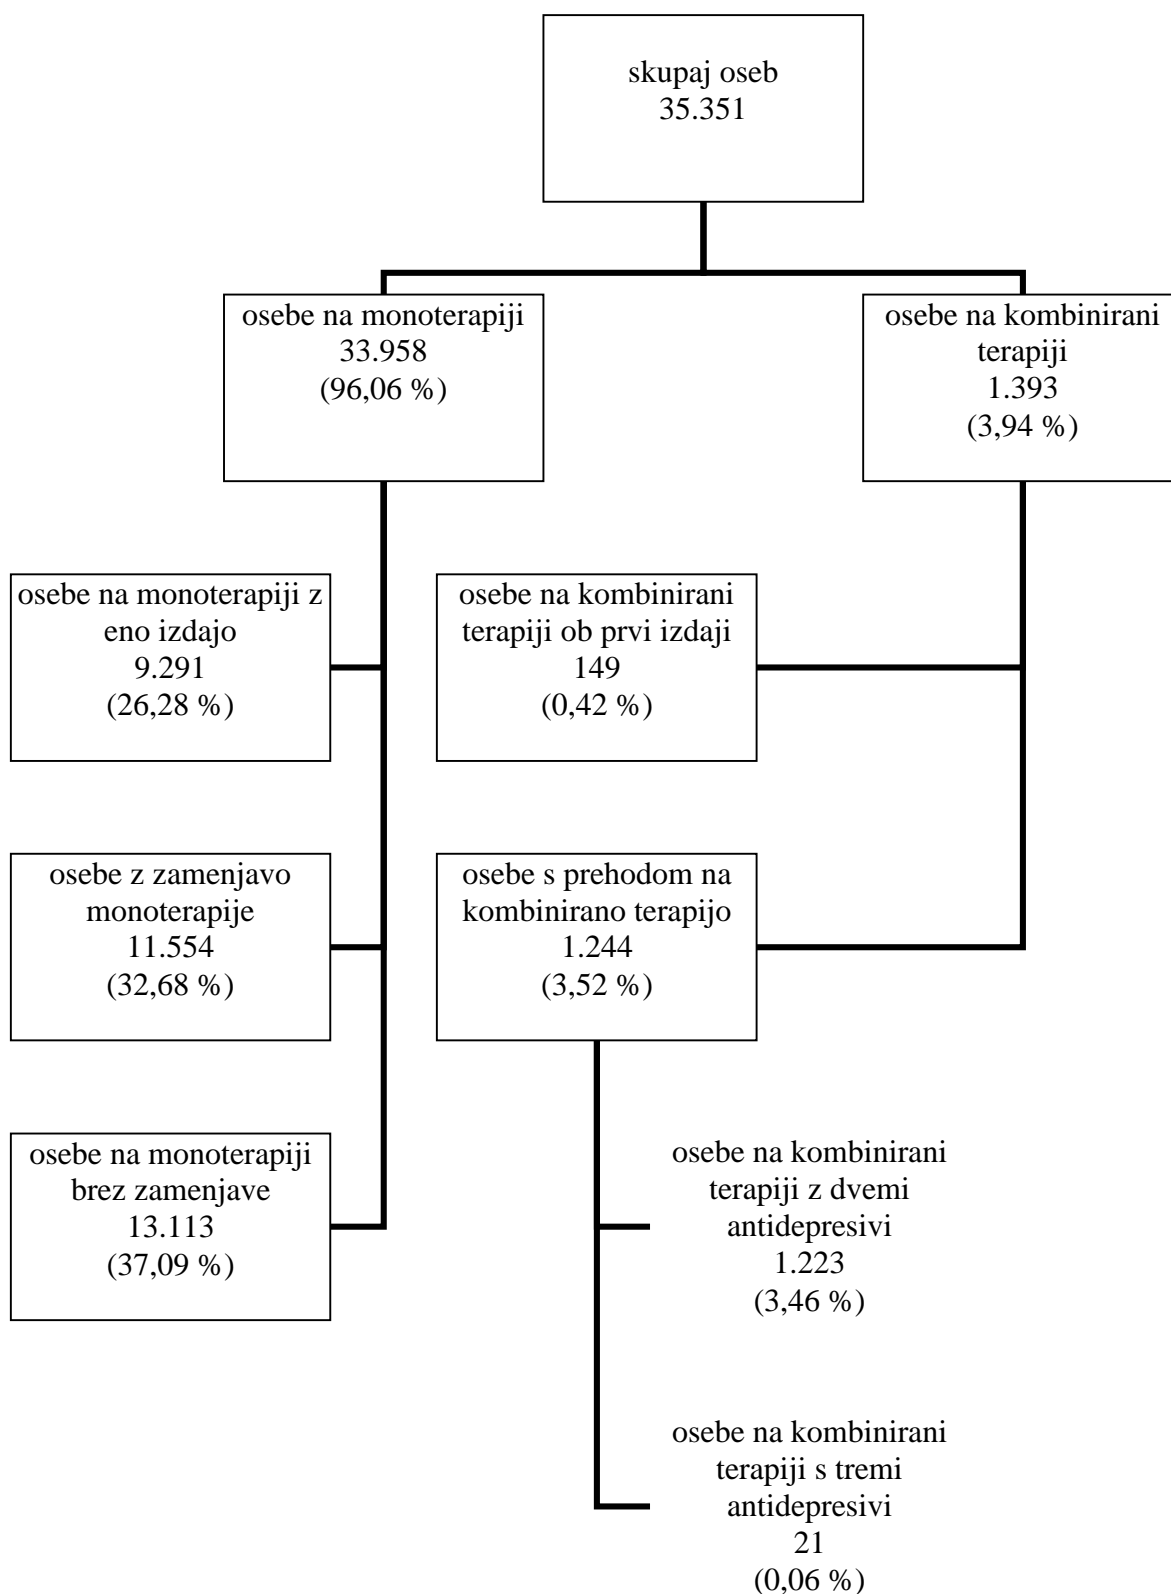 skupaj oseb
35.351
osebe na monoterapiji
33.958
(96,06 %)
osebe na kombinirani
terapiji
1.393
(3,94 %)
osebe na monoterapiji z
eno izdajo
9.291
(26,28 %)
osebe na kombinirani
terapiji ob prvi izdaji
149
(0,42 %)
osebe z zamenjavo
monoterapije
11.554
(32,68 %)
osebe s prehodom na
kombinirano terapijo
1.244
(3,52 %)
osebe na monoterapiji
brez zamenjave
13.113
(37,09 %)
osebe na kombinirani
terapiji z dvemi
antidepresivi
1.223
(3,46 %)
osebe na kombinirani
terapiji s tremi
antidepresivi
21
(0,06 %)